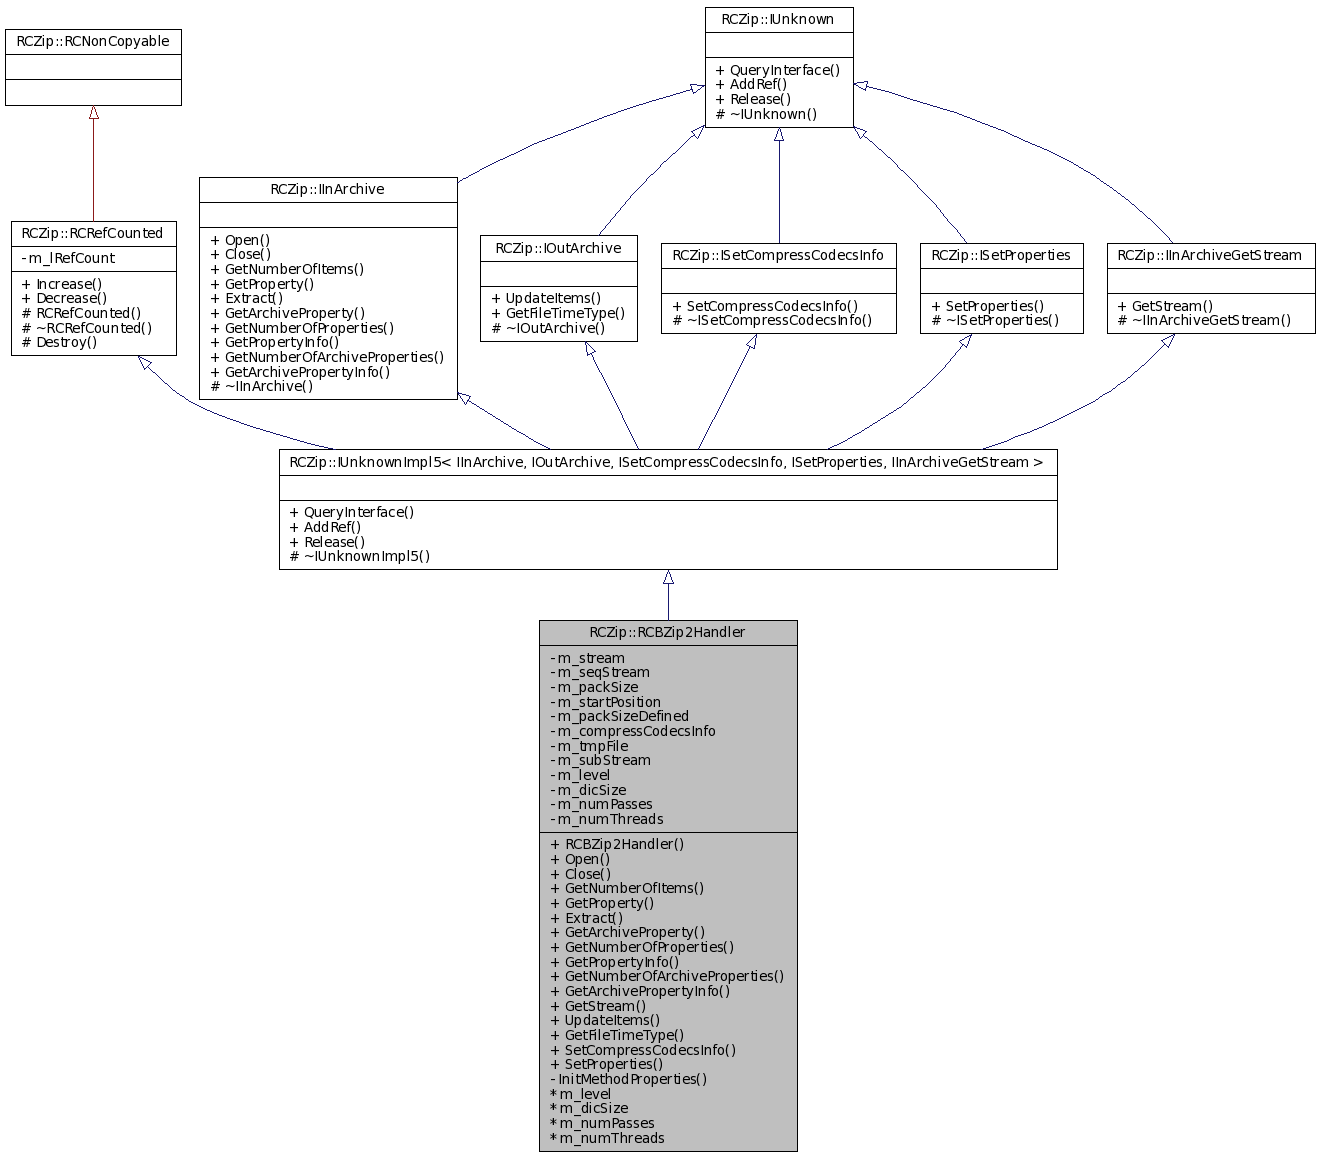 RCZip::RCNonCopyable
RCZip::IUnknown
+ QueryInterface()
+ AddRef()
+ Release()
# ~IUnknown()
RCZip::RCRefCounted
- m_lRefCount
+ Increase()
+ Decrease()
# RCRefCounted()
# ~RCRefCounted()
# Destroy()
RCZip::IInArchive
+ Open()
+ Close()
+ GetNumberOfItems()
+ GetProperty()
+ Extract()
+ GetArchiveProperty()
+ GetNumberOfProperties()
+ GetPropertyInfo()
+ GetNumberOfArchiveProperties()
+ GetArchivePropertyInfo()
# ~IInArchive()
RCZip::IOutArchive
+ UpdateItems()
+ GetFileTimeType()
# ~IOutArchive()
RCZip::ISetCompressCodecsInfo
+ SetCompressCodecsInfo()
# ~ISetCompressCodecsInfo()
RCZip::ISetProperties
+ SetProperties()
# ~ISetProperties()
RCZip::IInArchiveGetStream
+ GetStream()
# ~IInArchiveGetStream()
RCZip::IUnknownImpl5< IInArchive, IOutArchive, ISetCompressCodecsInfo, ISetProperties, IInArchiveGetStream >
+ QueryInterface()
+ AddRef()
+ Release()
# ~IUnknownImpl5()
RCZip::RCBZip2Handler
- m_stream
- m_seqStream
- m_packSize
- m_startPosition
- m_packSizeDefined
- m_compressCodecsInfo
- m_tmpFile
- m_subStream
- m_level
- m_dicSize
- m_numPasses
- m_numThreads
+ RCBZip2Handler()
+ Open()
+ Close()
+ GetNumberOfItems()
+ GetProperty()
+ Extract()
+ GetArchiveProperty()
+ GetNumberOfProperties()
+ GetPropertyInfo()
+ GetNumberOfArchiveProperties()
+ GetArchivePropertyInfo()
+ GetStream()
+ UpdateItems()
+ GetFileTimeType()
+ SetCompressCodecsInfo()
+ SetProperties()
- InitMethodProperties()
* m_level
* m_dicSize
* m_numPasses
* m_numThreads